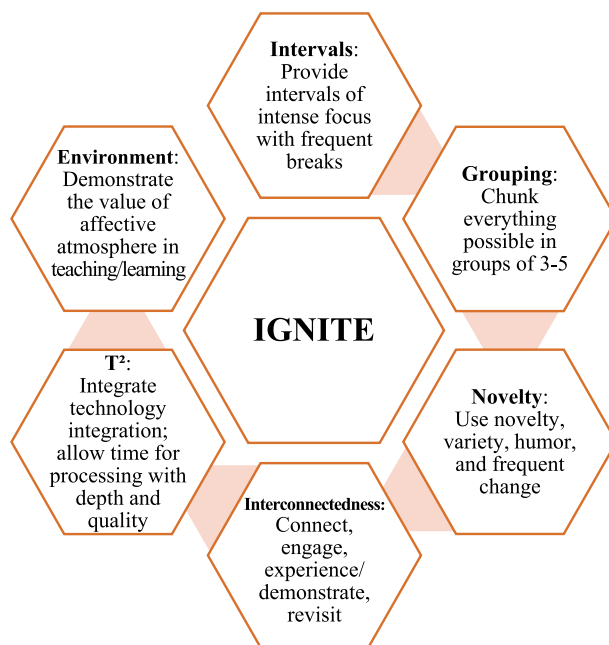 Intervals:
Provide
intervals of
intense focus
with frequent
breaks
Grouping:
Chunk
everything
possible in
groups of 3-5
Novelty:
Use novelty,
variety, humor,
and frequent
change
Interconnectedness:
Connect,
engage,
experience/
demonstrate,
revisit
T²:
Integrate
technology
integration;
allow time for
processing with
depth and
quality
Environment:
Demonstrate
the value of
affective
atmosphere in
teaching/learning
IGNITE